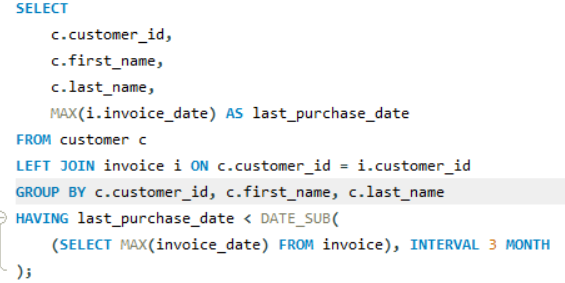 SELECT
c.customer_id,
c.first_name,
c.last_name,
MAX(i.invoice_date) AS last_purchase_date
FROM customer c
LEFT JOIN invoice i ON c.customer_id = i.customer_id
GROUP BY c.customer_id, c.first_name, c.last_name
HAVING last_purchase_date < DATE_SUB(
(SELECT MAX(invoice_date) FROM invoice), INTERVAL 3 MONTH
);